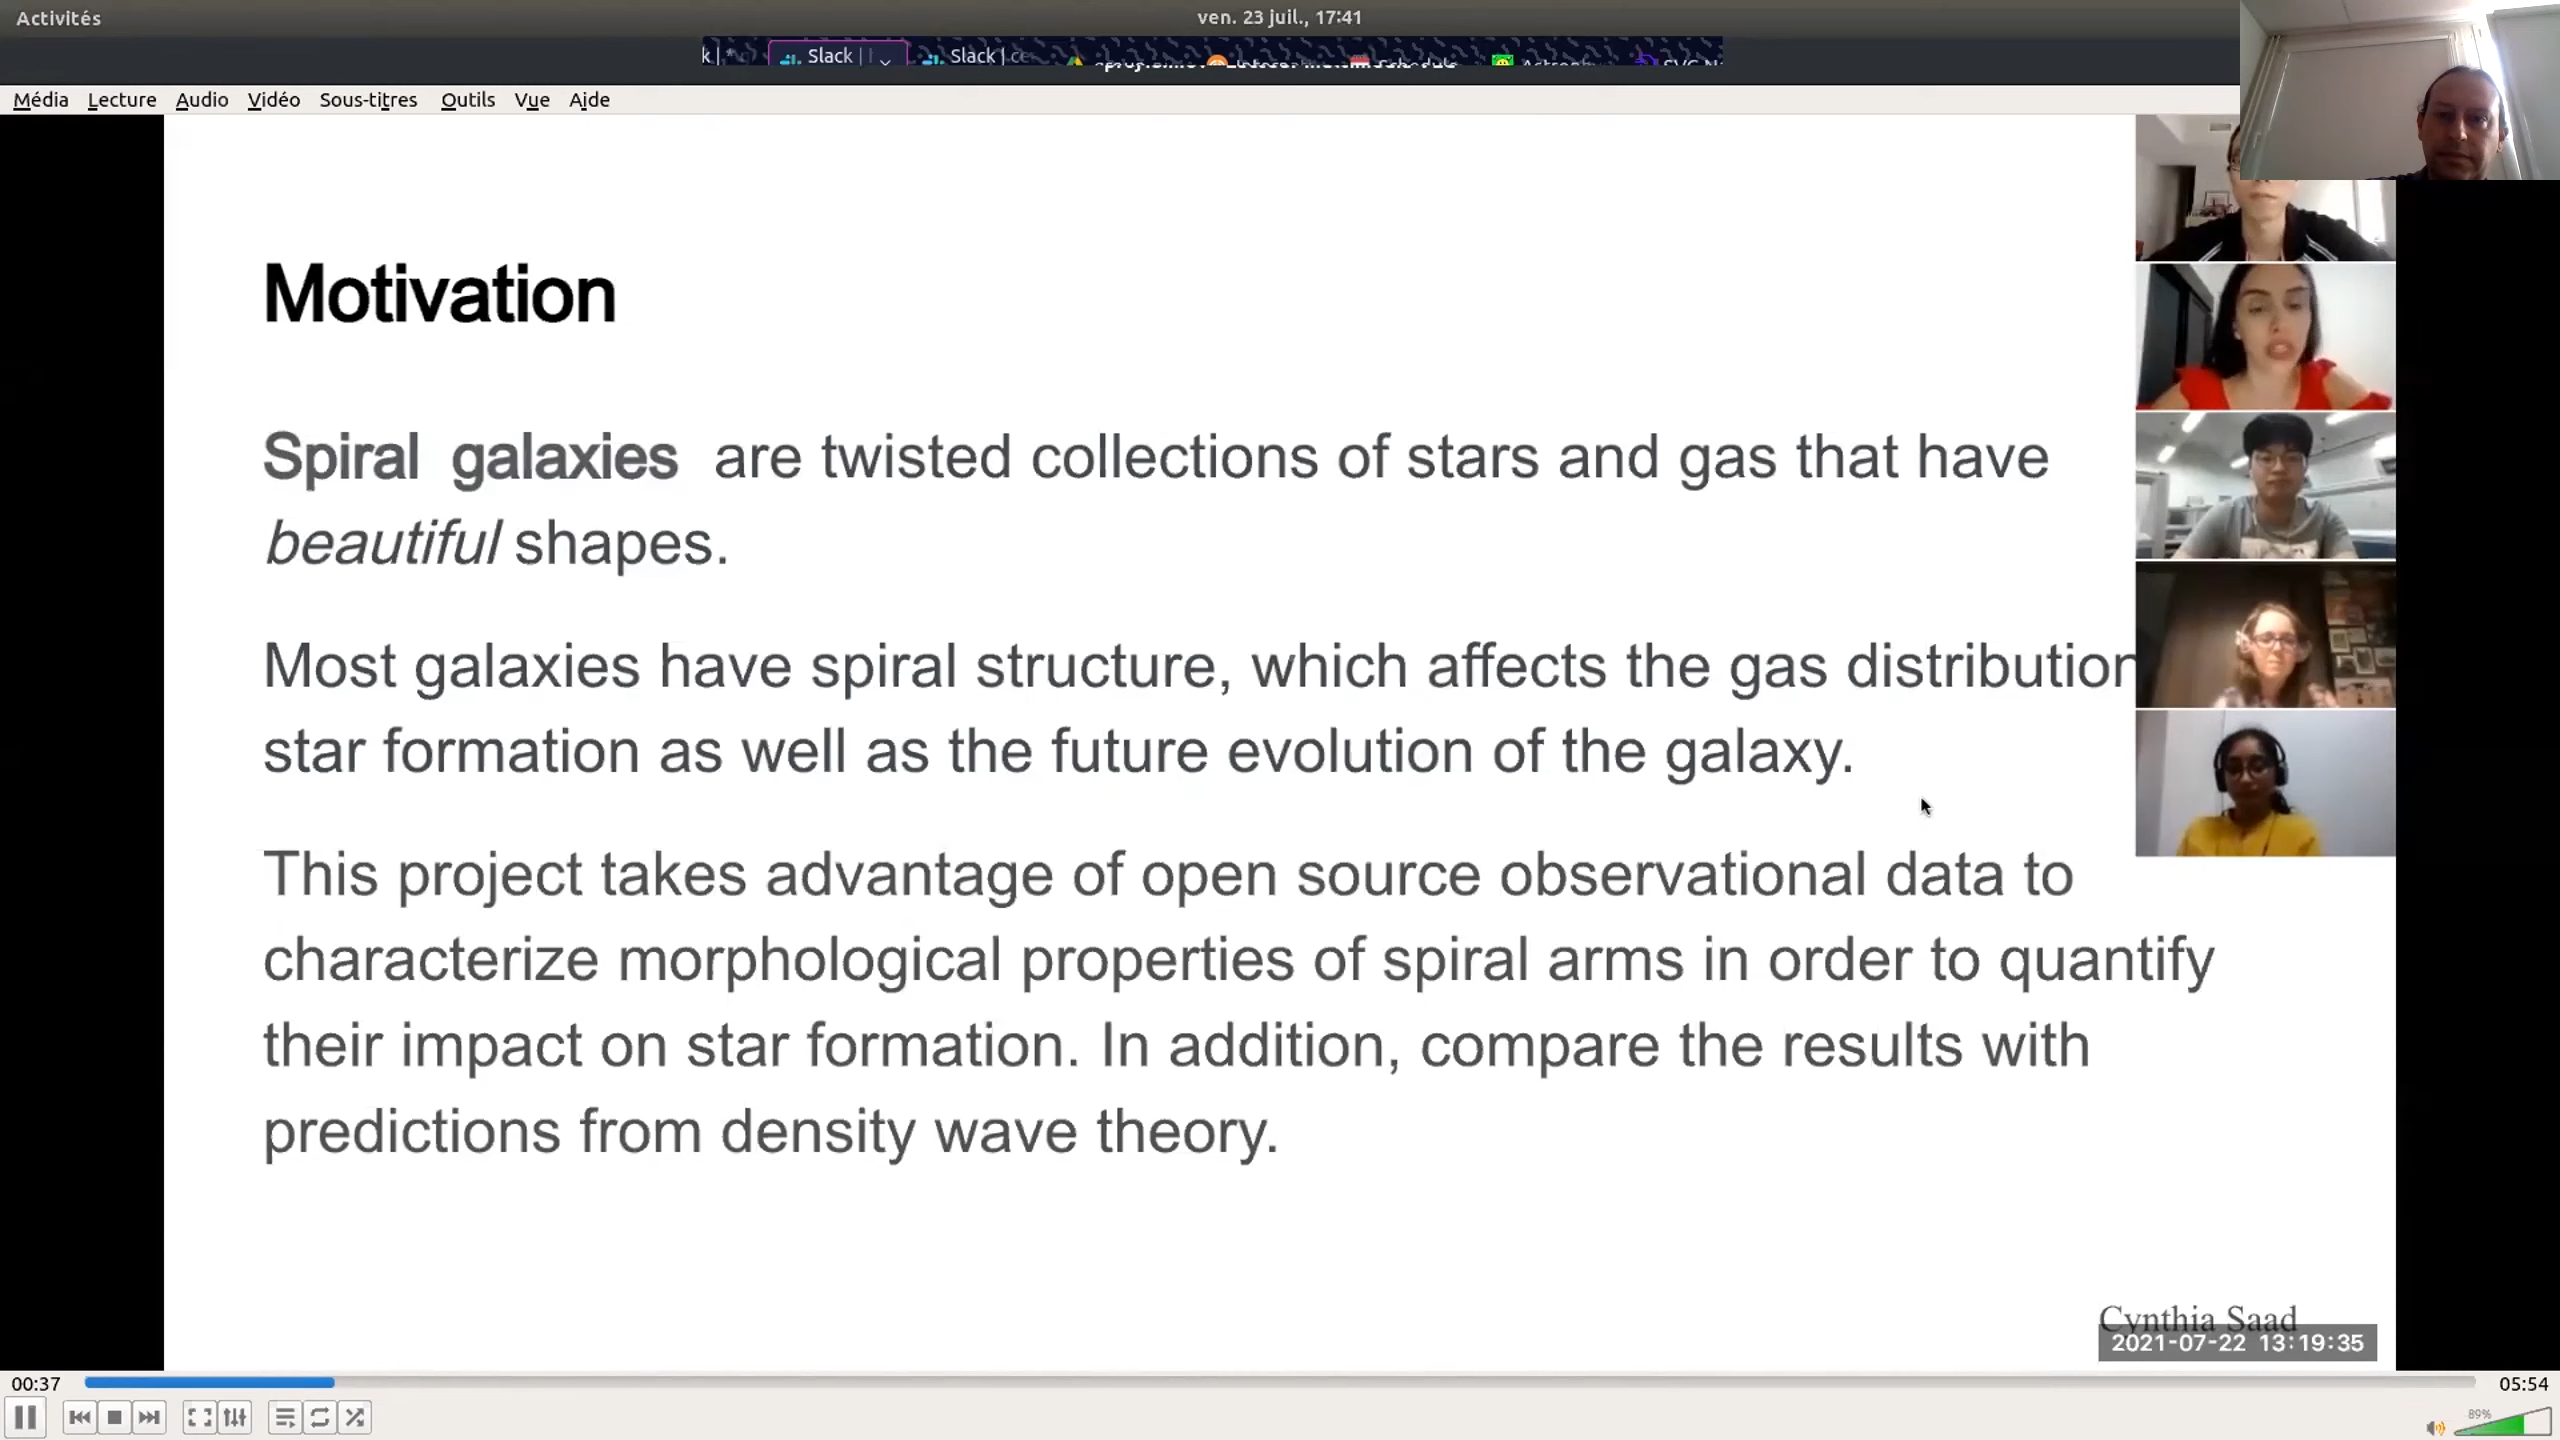 Activités
ven. 23 juil., 17:41
Slack |
Slack |
Média Lecture Audio Vidéo Sous-titres Outils Vue Aide
Motivation
Spiral galaxies are twisted collections of stars and gas that have
beautiful shapes.
Most galaxies have spiral structure, which affects the gas distribution
star formation as well as the future evolution of the galaxy.
This project takes advantage of open source observational data to
characterize morphological properties of spiral arms in order to quantify
their impact on star formation. In addition, compare the results with
predictions from density wave theory.
Cynthia Saad
2021-07-22 13:19:35
00:37
05:54
89%